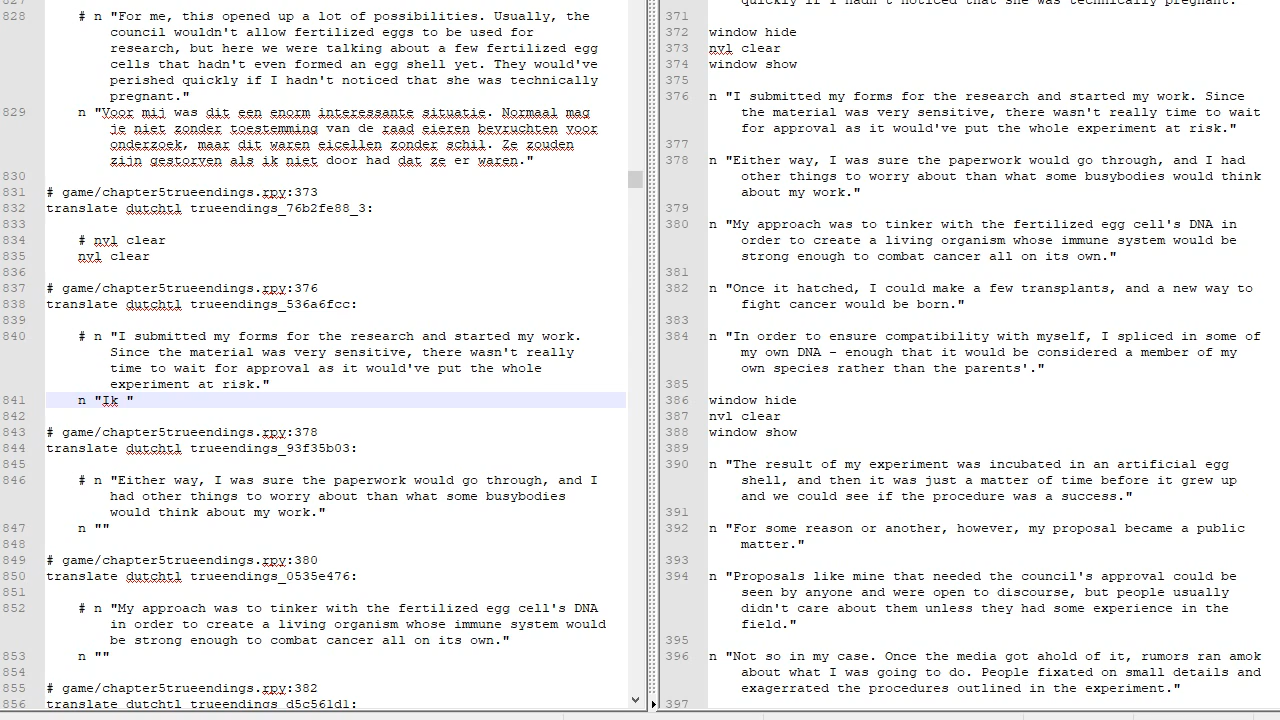 827
828 # n "For me, this opened up a lot of possibilities. Usually, the
council wouldn't allow fertilized eggs to be used for
research, but here we were talking about a few fertilized egg
cells that hadn't even formed an egg shell yet. They would've
perished quickly if I hadn't noticed that she was technically
pregnant."
829 n "Voor mij was dit een enorm interessante situatie. Normaal mag
je niet zonder toestemming van de raad eieren bevruchten voor
onderzoek, maar dit waren eicellen zonder schil. Ze zouden
zijn gestorven als ik niet door had dat ze er waren."
830
831 # game/chapter5trueendings.rpy:373
832 translate dutchtl trueendings_76b2fe88_3:
833
834 # nvl clear
835 nvl clear
836
837 # game/chapter5trueendings.rpy:376
838 translate dutchtl trueendings_536a6fcc:
839
840 # n "I submitted my forms for the research and started my work.
Since the material was very sensitive, there wasn't really
time to wait for approval as it would've put the whole
experiment at risk."
841 n "Ik "
842
843 # game/chapter5trueendings.rpy:378
844 translate dutchtl trueendings_93f35b03:
845
846 # n "Either way, I was sure the paperwork would go through, and I
had other things to worry about than what some busybodies
would think about my work."
847 n ""
848
849 # game/chapter5trueendings.rpy:380
850 translate dutchtl trueendings_0535e476:
851
852 # n "My approach was to tinker with the fertilized egg cell's DNA
in order to create a living organism whose immune system would
be strong enough to combat cancer all on its own."
853 n ""
854
855 # game/chapter5trueendings.rpy:382
856 translate dutchtl trueendings_d5c561d1:
quickly if I hadn't noticed that she was technically pregnant."
371
372 window hide
373 nvl clear
374 window show
375
376 n "I submitted my forms for the research and started my work. Since
the material was very sensitive, there wasn't really time to wait
for approval as it would've put the whole experiment at risk."
377
378 n "Either way, I was sure the paperwork would go through, and I had
other things to worry about than what some busybodies would think
about my work."
379
380 n "My approach was to tinker with the fertilized egg cell's DNA in
order to create a living organism whose immune system would be
strong enough to combat cancer all on its own."
381
382 n "Once it hatched, I could make a few transplants, and a new way to
fight cancer would be born."
383
384 n "In order to ensure compatibility with myself, I spliced in some of
my own DNA - enough that it would be considered a member of my
own species rather than the parents'."
385
386 window hide
387 nvl clear
388 window show
389
390 n "The result of my experiment was incubated in an artificial egg
shell, and then it was just a matter of time before it grew up
and we could see if the procedure was a success."
391
392 n "For some reason or another, however, my proposal became a public
matter."
393
394 n "Proposals like mine that needed the council's approval could be
seen by anyone and were open to discourse, but people usually
didn't care about them unless they had some experience in the
field."
395
396 n "Not so in my case. Once the media got ahold of it, rumors ran amok
about what I was going to do. People fixated on small details and
exagerrated the procedures outlined in the experiment."
397